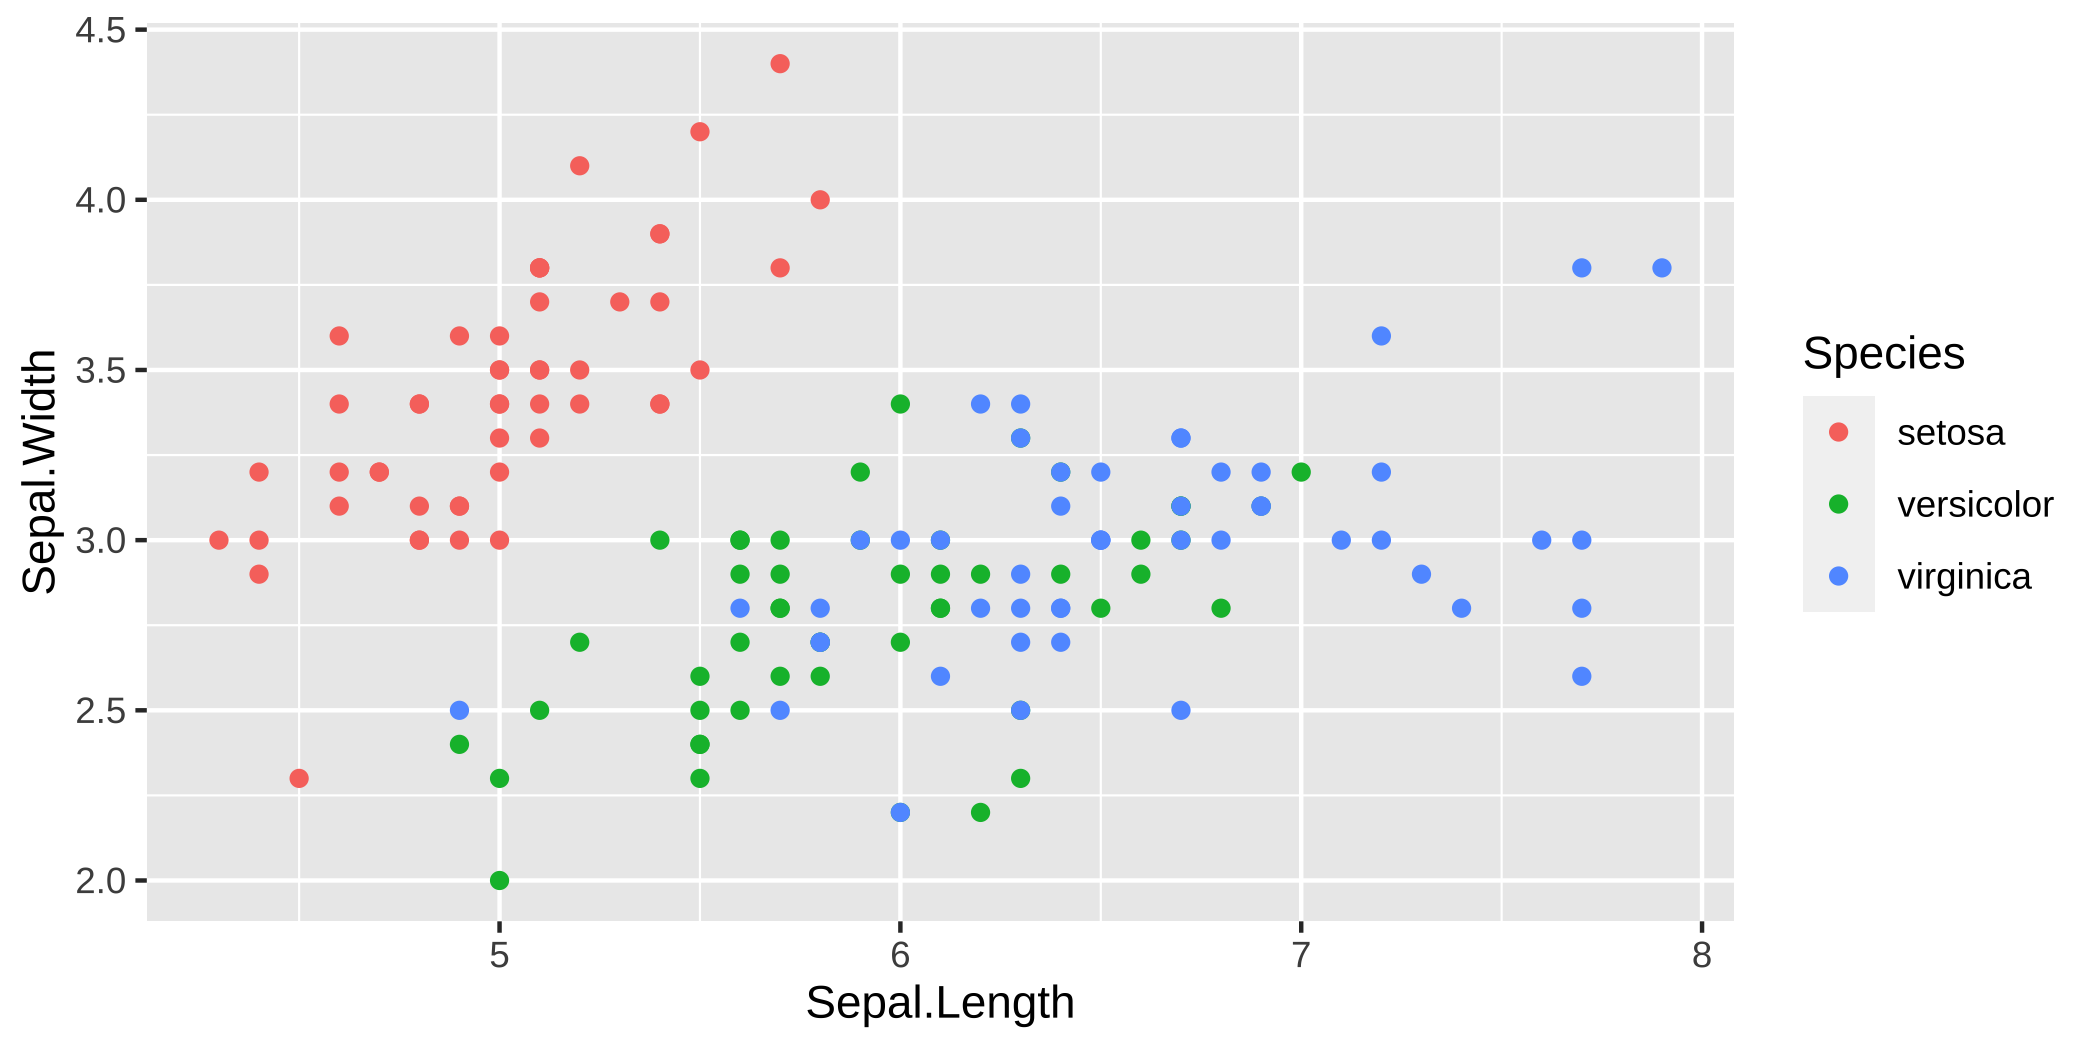 4.5
4.0
3.5
3.0
2.5
2.0
Sepal.Width
5 6 7 8
Sepal.Length
Species
setosa
versicolor
virginica